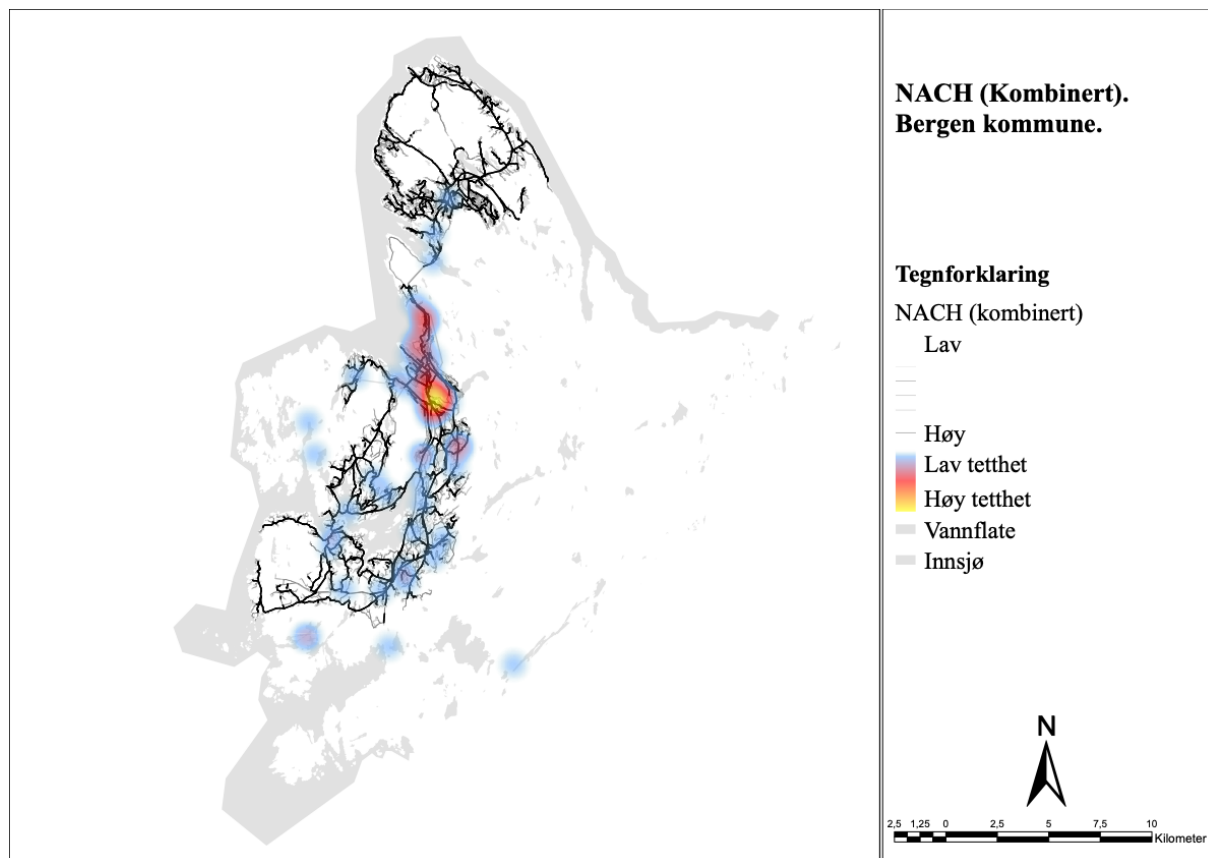 NACH (Kombinert).
Bergen kommune.
Tegnforklaring
NACH (kombinert)
Lav
Høy
Lav tetthet
Høy tetthet
Vannflate
Innsjø
N
2,5 1,25 0 2,5 5 7,5 10
Kilometer